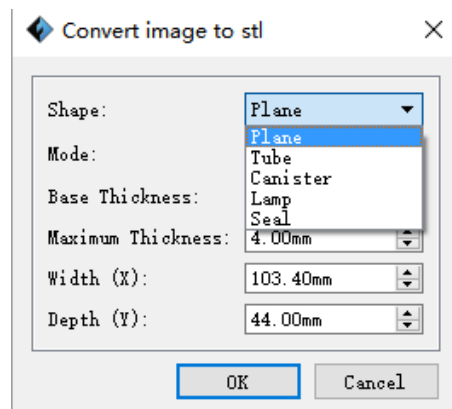 Convert image to stl
Shape: Plane
Plane
Mode: Tube
Canister
Base Thickness: Lamp
Seal
Maximum Thickness: 4.00mm
Width (X): 103.40mm
Depth (Y): 44.00mm
OK Cancel